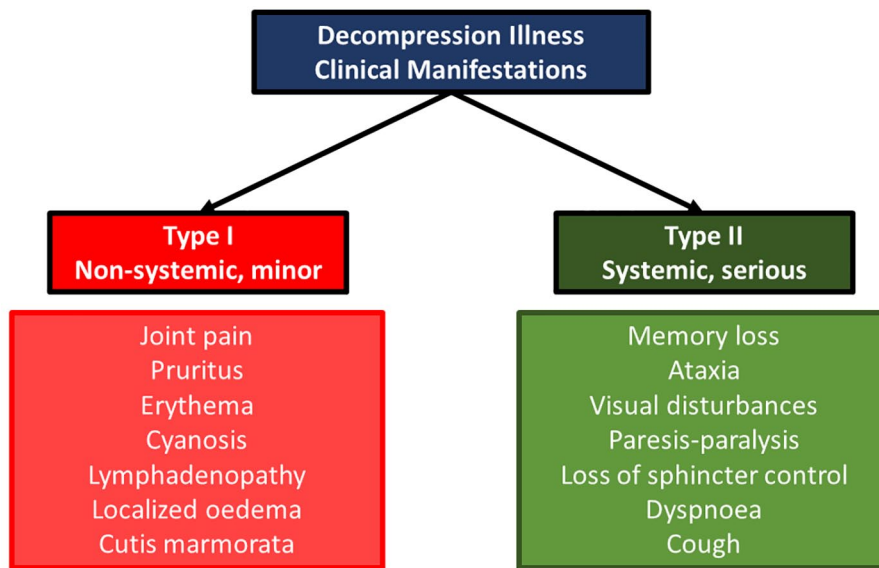 Decompression Illness
Clinical Manifestations
Type I
Non-systemic, minor
Joint pain
Pruritus
Erythema
Cyanosis
Lymphadenopathy
Localized oedema
Cutis marmorata
Type II
Systemic, serious
Memory loss
Ataxia
Visual disturbances
Paresis-paralysis
Loss of sphincter control
Dyspnoea
Cough